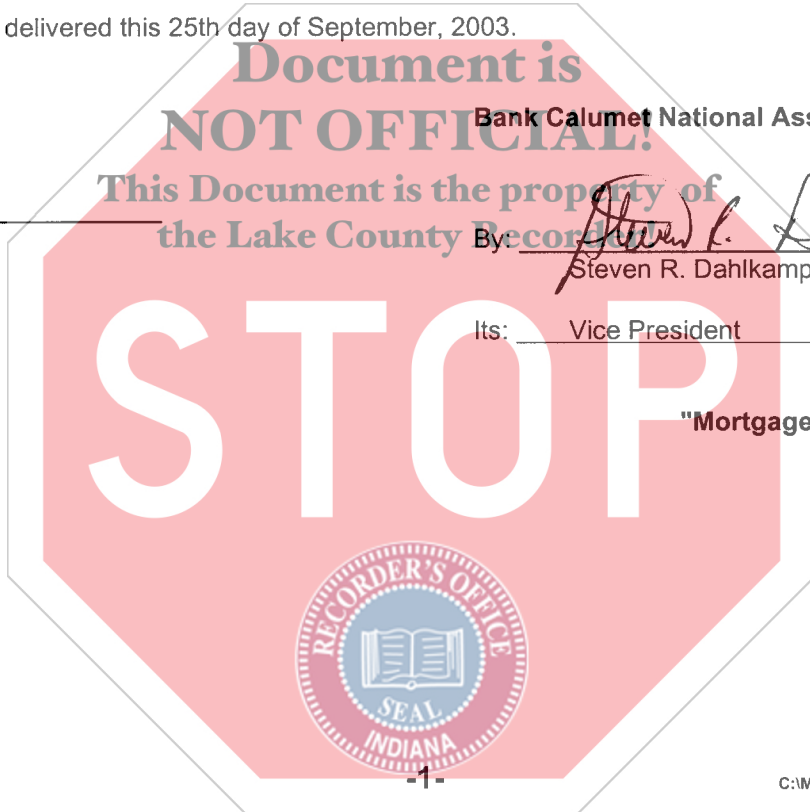 delivered this 25th day of September, 2003.
Document is
NOT OFFICIAL!
Bank Calumet National Ass
This Document is the property of
the Lake County Recorder!
By:
Steven R. Dahlkamp
Its: Vice President
STOP
"Mortgage
RECORDER'S OFFICE
SEAL
INDIANA
-1-
C:\M